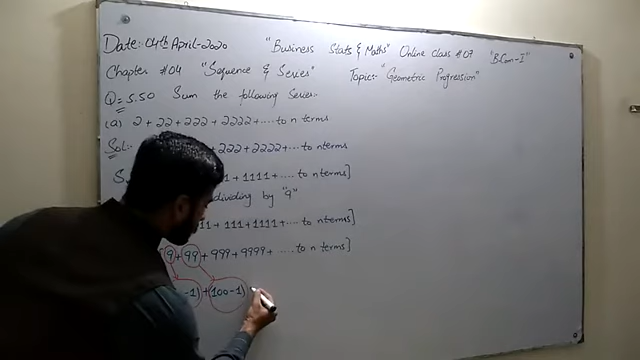 Date:- 04th April-2020 "Business Stats & Maths" Online class #07 "B.Com-I"
Chapter #04 "Sequence & Series" Topic:- "Geometric Progression"
Q=5.50 Sum the following Series:-
(a) 2+22+222+2222+....to n terms
Sol:- +222+2222+... to n terms
1+1111+.... to n terms]
dividing by "9"
11+111+1111+.... to n terms]
9+99+999+9999+ ....to n terms]
-1)+(100-1)